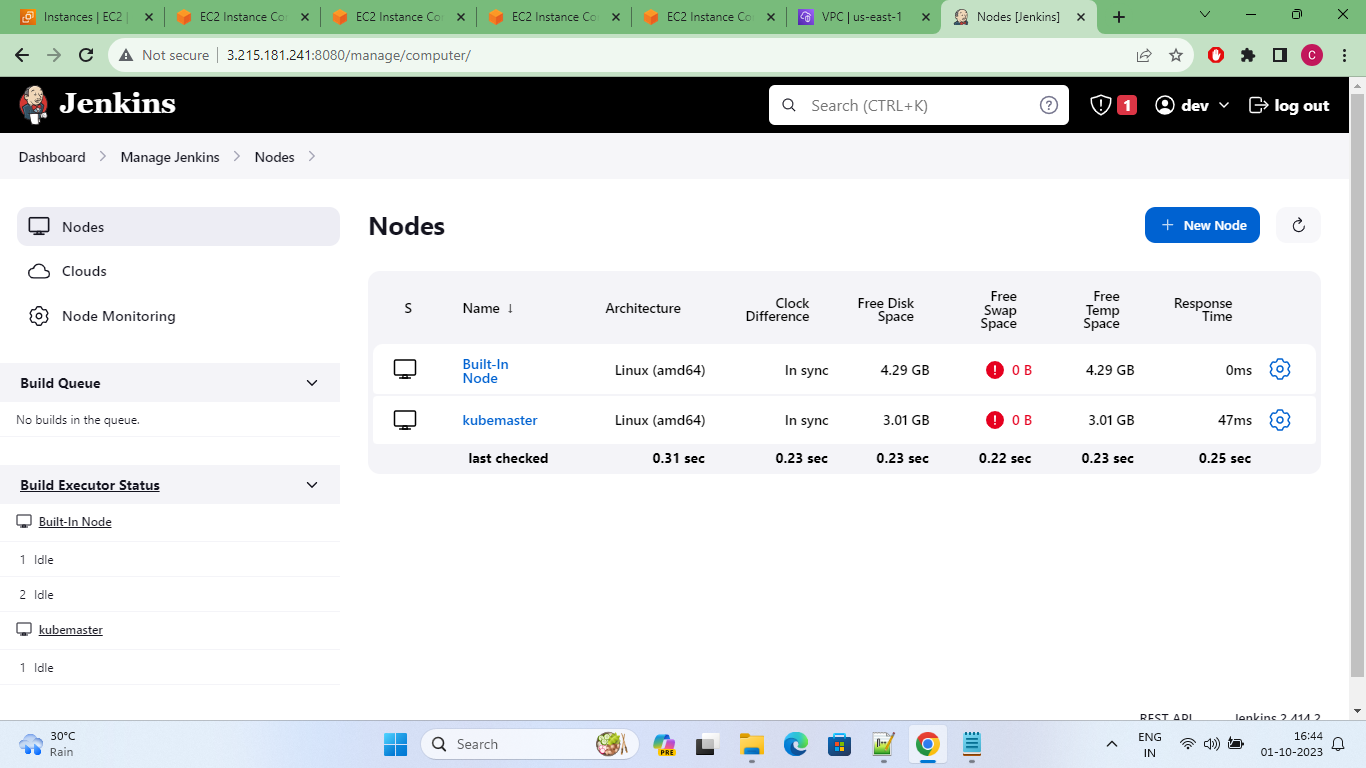 Instances | EC2 |
EC2 Instance Co
EC2 Instance Co
EC2 Instance Co
EC2 Instance Co
VPC | us-east-1
Nodes [Jenkins]
Not secure
3.215.181.241:8080/manage/computer/
C
Jenkins
Search (CTRL+K)
1
dev
log out
Dashboard
Manage Jenkins
Nodes
Nodes
Clouds
Node Monitoring
Build Queue
No builds in the queue.
Build Executor Status
Built-In Node
1 Idle
2 Idle
kubemaster
1 Idle
Nodes
New Node
S
Name ↓
Architecture
Clock
Difference
Free Disk
Space
Free
Swap
Space
Free
Temp
Space
Response
Time
Built-In
Node
Linux (amd64)
In sync
4.29 GB
0 B
4.29 GB
0ms
kubemaster
Linux (amd64)
In sync
3.01 GB
0 B
3.01 GB
47ms
last checked
0.31 sec
0.23 sec
0.23 sec
0.22 sec
0.23 sec
0.25 sec
REST API
Jenkins 2.414.2
30°C
Rain
Search
PRE
ENG
IN
16:44
01-10-2023